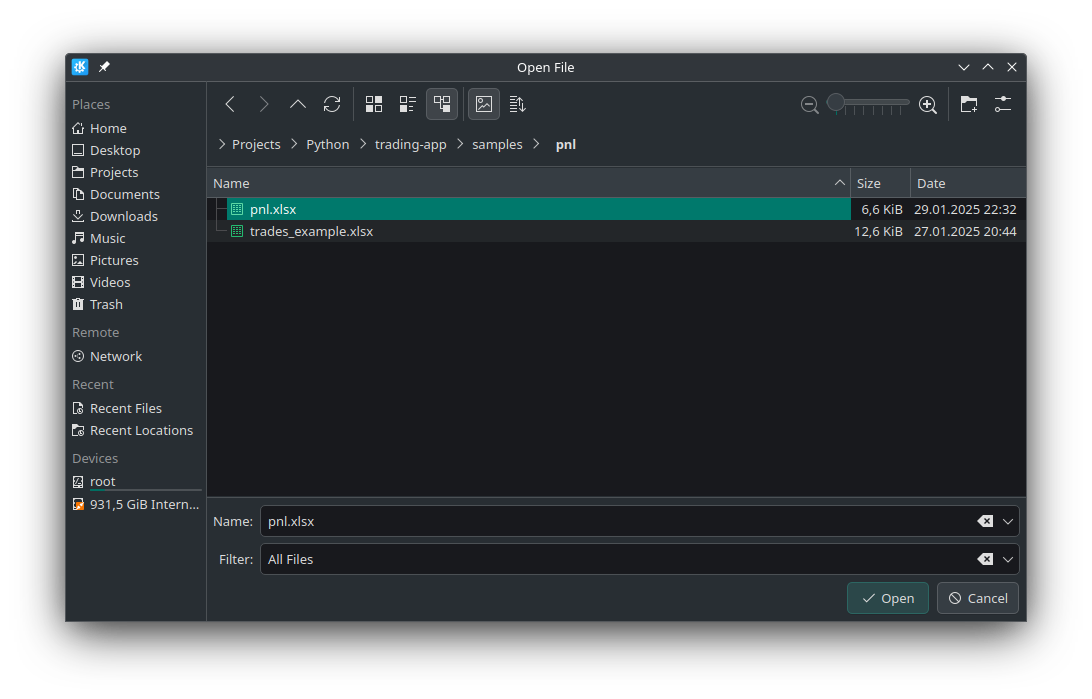 Open File
Places
Home
Desktop
Projects
Documents
Downloads
Music
Pictures
Videos
Trash
Remote
Network
Recent
Recent Files
Recent Locations
Devices
root
931,5 GiB Intern...
Projects Python trading-app samples pnl
Name Size Date
pnl.xlsx 6,6 KiB 29.01.2025 22:32
trades_example.xlsx 12,6 KiB 27.01.2025 20:44
Name: pnl.xlsx
Filter: All Files
Open Cancel